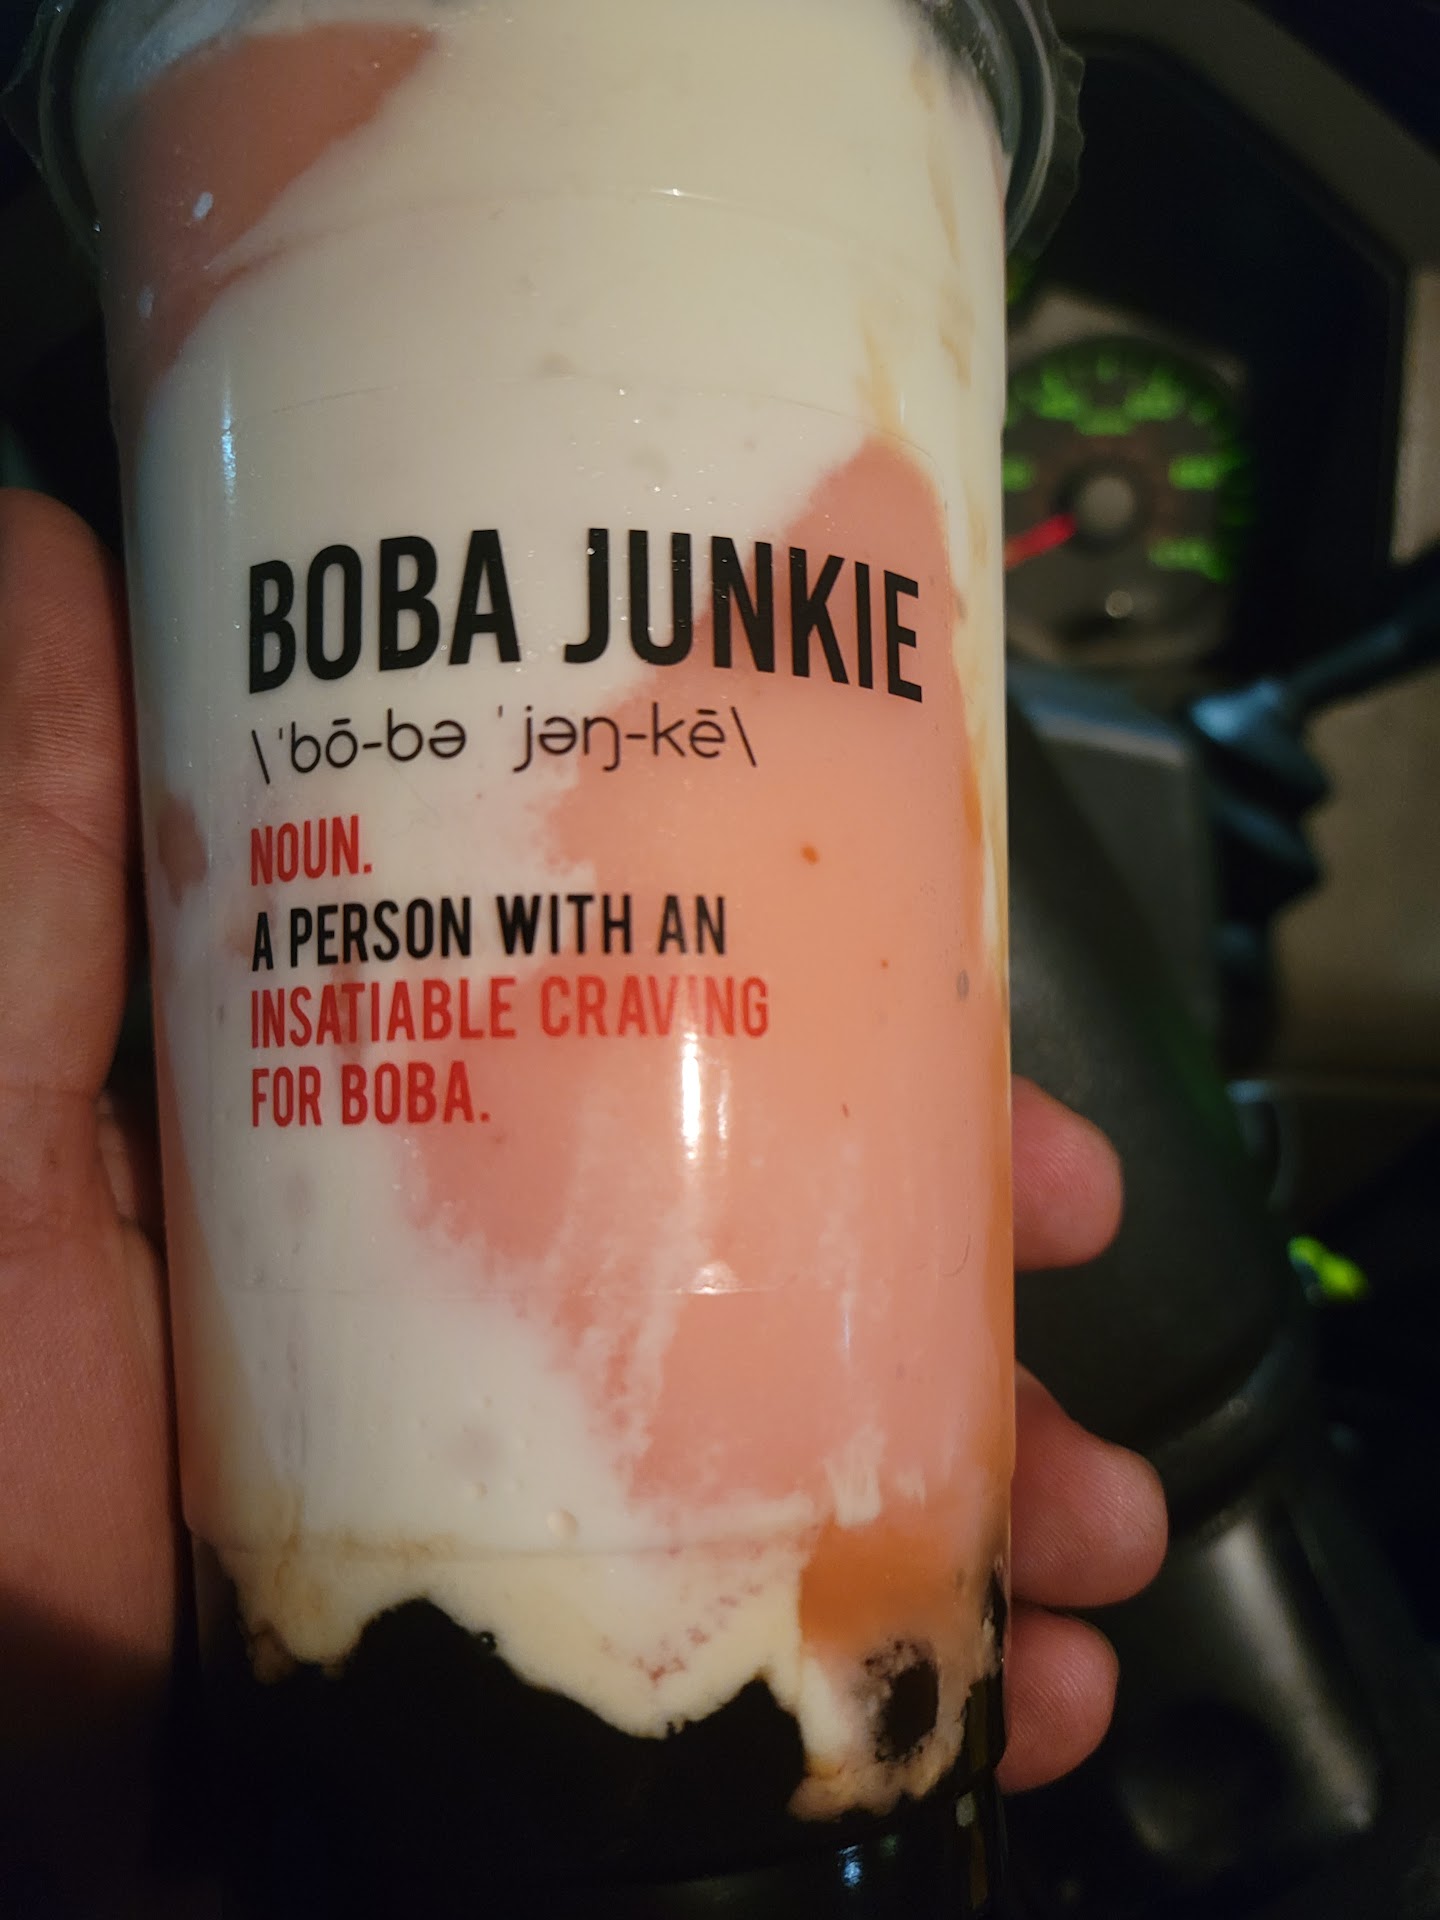 BOBA JUNKIE
\ˈbō-bə ˈjəŋ-kē\
NOUN.
A PERSON WITH AN
INSATIABLE CRAVING
FOR BOBA.